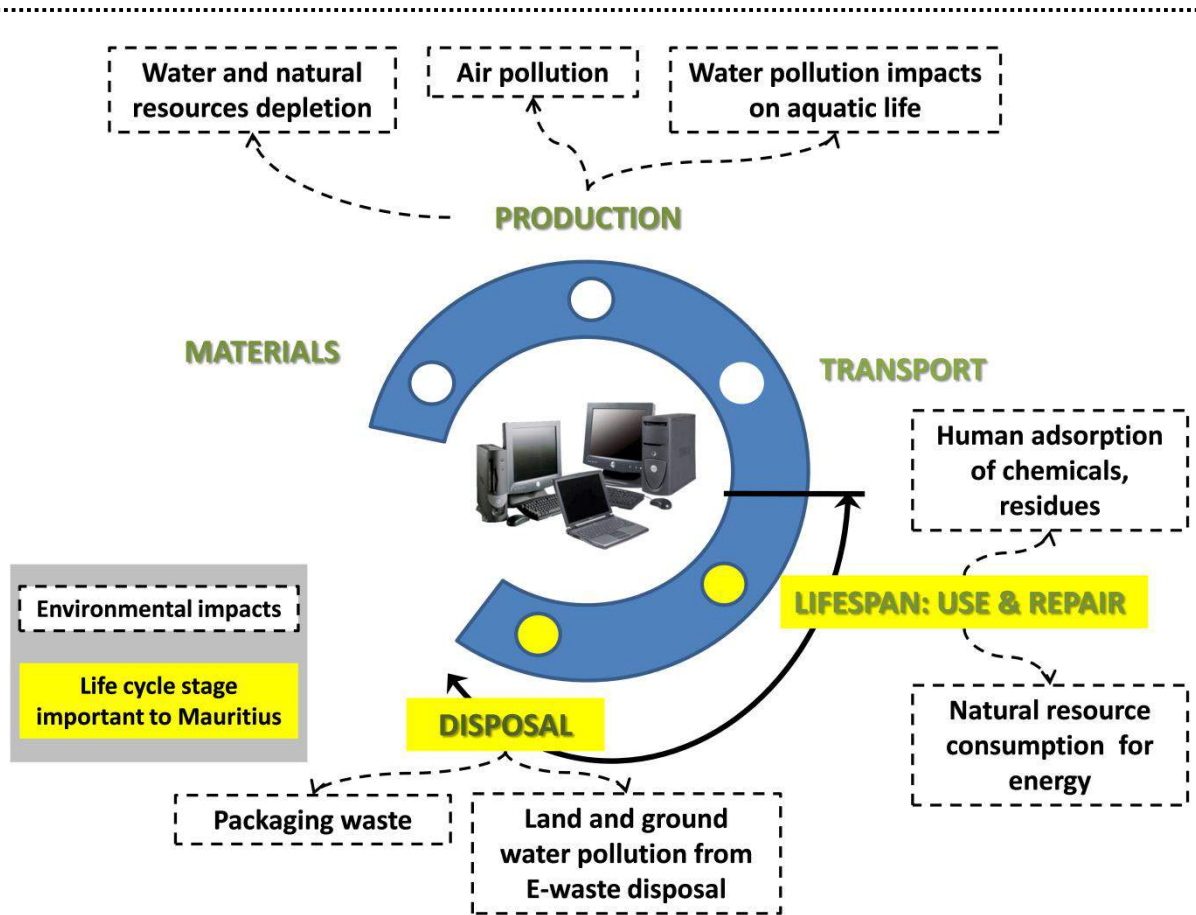 Water and natural
resources depletion
Air pollution
Water pollution impacts
on aquatic life
PRODUCTION
MATERIALS
TRANSPORT
Human adsorption
of chemicals,
residues
LIFESPAN: USE & REPAIR
Environmental impacts
Life cycle stage
important to Mauritius
DISPOSAL
Natural resource
consumption for
energy
Packaging waste
Land and ground
water pollution from
E-waste disposal